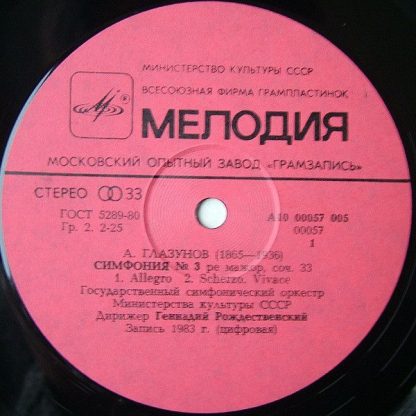 МИНИСТЕРСТВО КУЛЬТУРЫ СССР
ВСЕСОЮЗНАЯ ФИРМА ГРАМПЛАСТИНОК
МЕЛОДИЯ
МОСКОВСКИЙ ОПЫТНЫЙ ЗАВОД «ГРАМЗАПИСЬ»
СТЕРЕО 33
ГОСТ 5289-80
Гр. 2. 2-25
А10 00057 005
00057
1
А. ГЛАЗУНОВ (1865—1936)
СИМФОНИЯ № 3 ре мажор, соч. 33
1. Allegro 2. Scherzo. Vivace
Государственный симфонический оркестр
Министерства культуры СССР
Дирижер Геннадий Рождественский
Запись 1983 г. (цифровая)